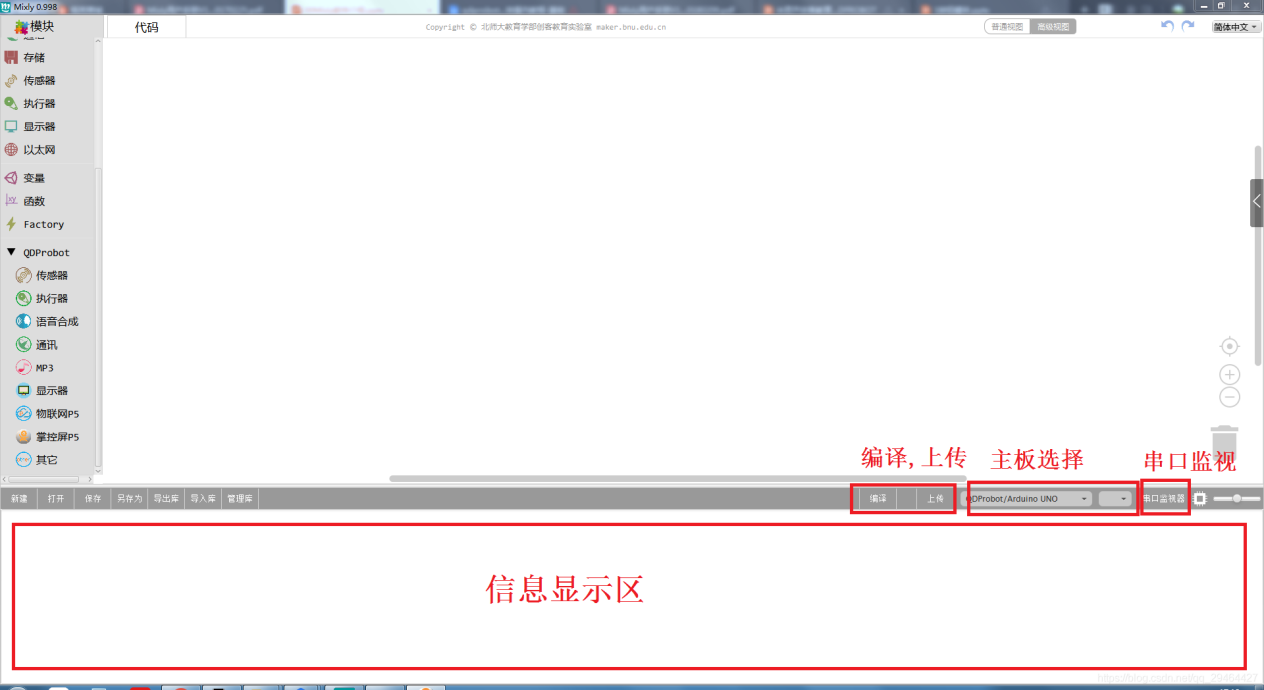 Mixly 0.998
模块
代码
Copyright © 北师大教育学部创客教育实验室 maker.bnu.edu.cn
普通视图
高级视图
简体中文
存储
传感器
执行器
显示器
以太网
变量
函数
Factory
QDProbot
传感器
执行器
语音合成
通讯
MP3
显示器
物联网P5
掌控屏P5
其它
编译,上传
主板选择
串口监视
新建
打开
保存
另存为
导出库
导入库
管理库
编译
上传
QDProbot/Arduino UNO
串口监视器
信息显示区
https://blog.csdn.net/qq_29464427